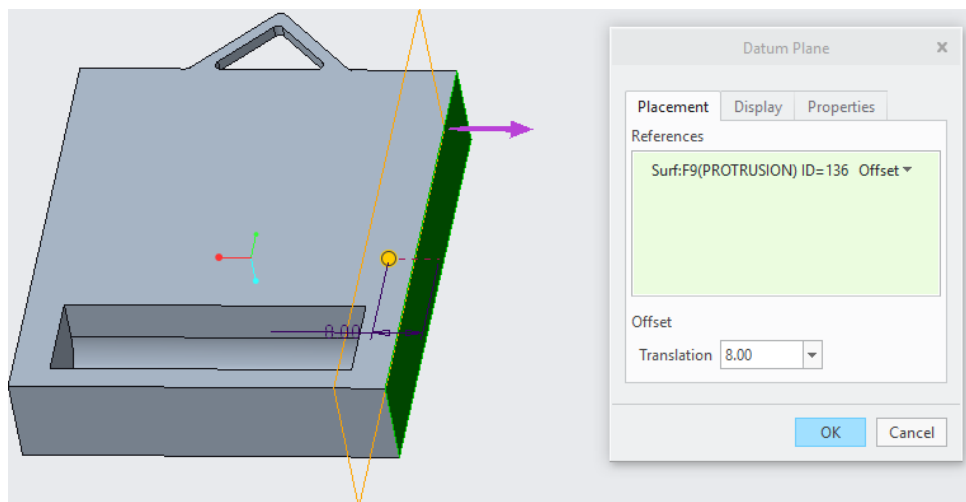 Datum Plane x
Placement Display Properties
References
Surf:F9(PROTRUSION) ID=136 Offset
Offset
Translation 8.00
OK Cancel
8.00